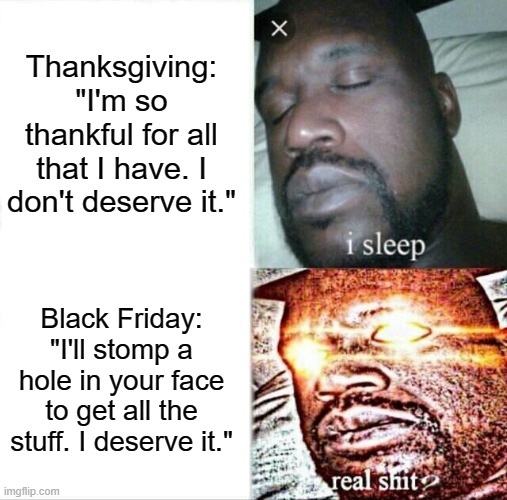 Thanksgiving:
"I'm so
thankful for all
that I have. I
don't deserve it."
i sleep
Black Friday:
"I'll stomp a
hole in your face
to get all the
stuff. I deserve it."
real shit?
imgflip.com